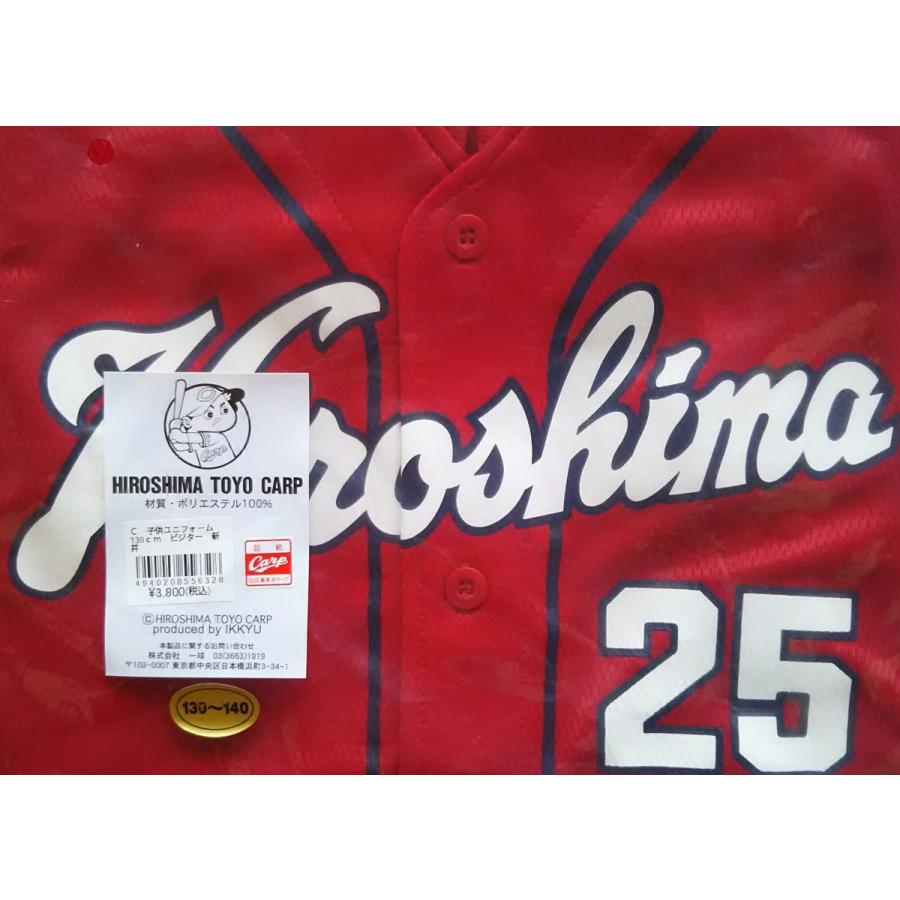 Hiroshima
25
Carp
HIROSHIMA TOYO CARP
材質・ポリエステル100%
C 子供ユニフォーム
130cm ビジター 新
井
4940208556328
¥3,800(税込)
証紙
Carp
©HIROSHIMA TOYO CARP
produced by IKKYU
本製品に関するお問い合わせ
株式会社 一球 03(3663)1919
〒103-0007 東京都中央区日本橋浜町3-34-1
130〜140